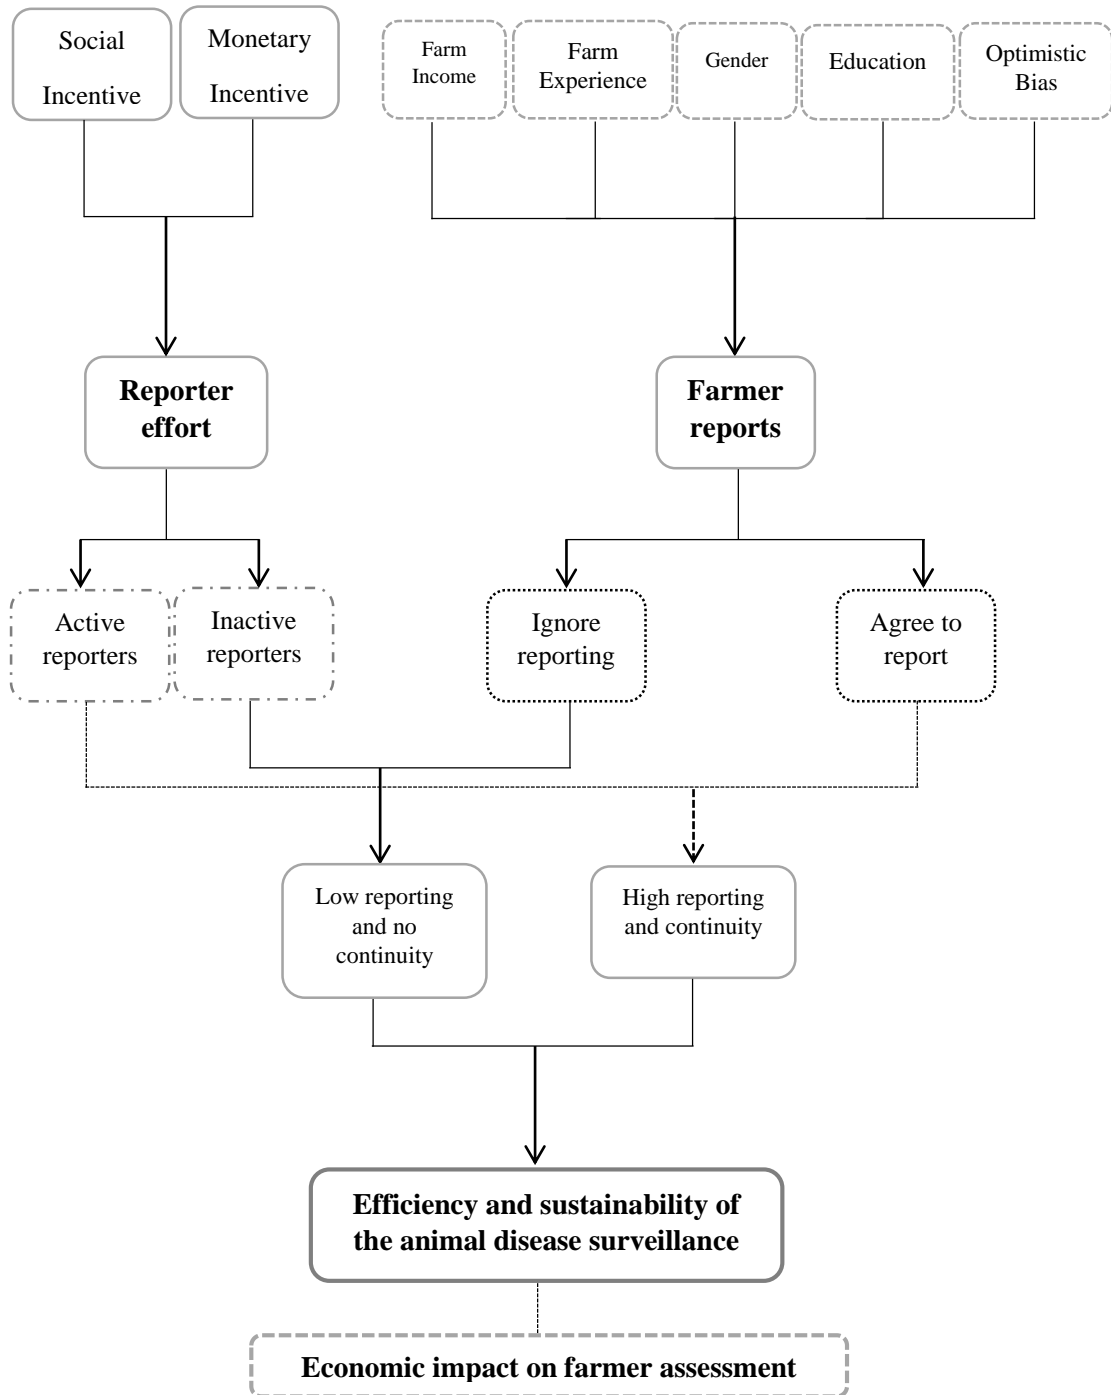 Social
Incentive
Monetary
Incentive
Farm
Income
Farm
Experience
Gender
Education
Optimistic
Bias
Reporter
effort
Farmer
reports
Active
reporters
Inactive
reporters
Ignore
reporting
Agree to
report
Low reporting
and no
continuity
High reporting
and continuity
Efficiency and sustainability of
the animal disease surveillance
Economic impact on farmer assessment